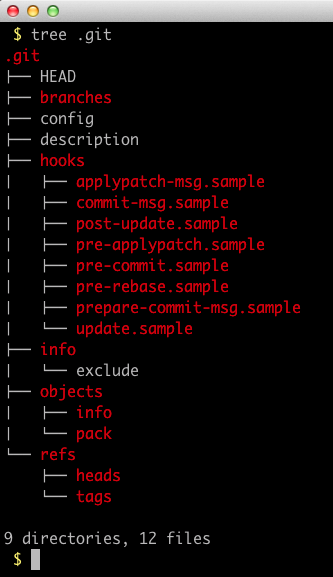 $ tree .git
.git
├── HEAD
├── branches
├── config
├── description
├── hooks
│   ├── applypatch-msg.sample
│   ├── commit-msg.sample
│   ├── post-update.sample
│   ├── pre-applypatch.sample
│   ├── pre-commit.sample
│   ├── pre-rebase.sample
│   ├── prepare-commit-msg.sample
│   └── update.sample
├── info
│   └── exclude
├── objects
│   ├── info
│   └── pack
└── refs
    ├── heads
    └── tags
9 directories, 12 files
$